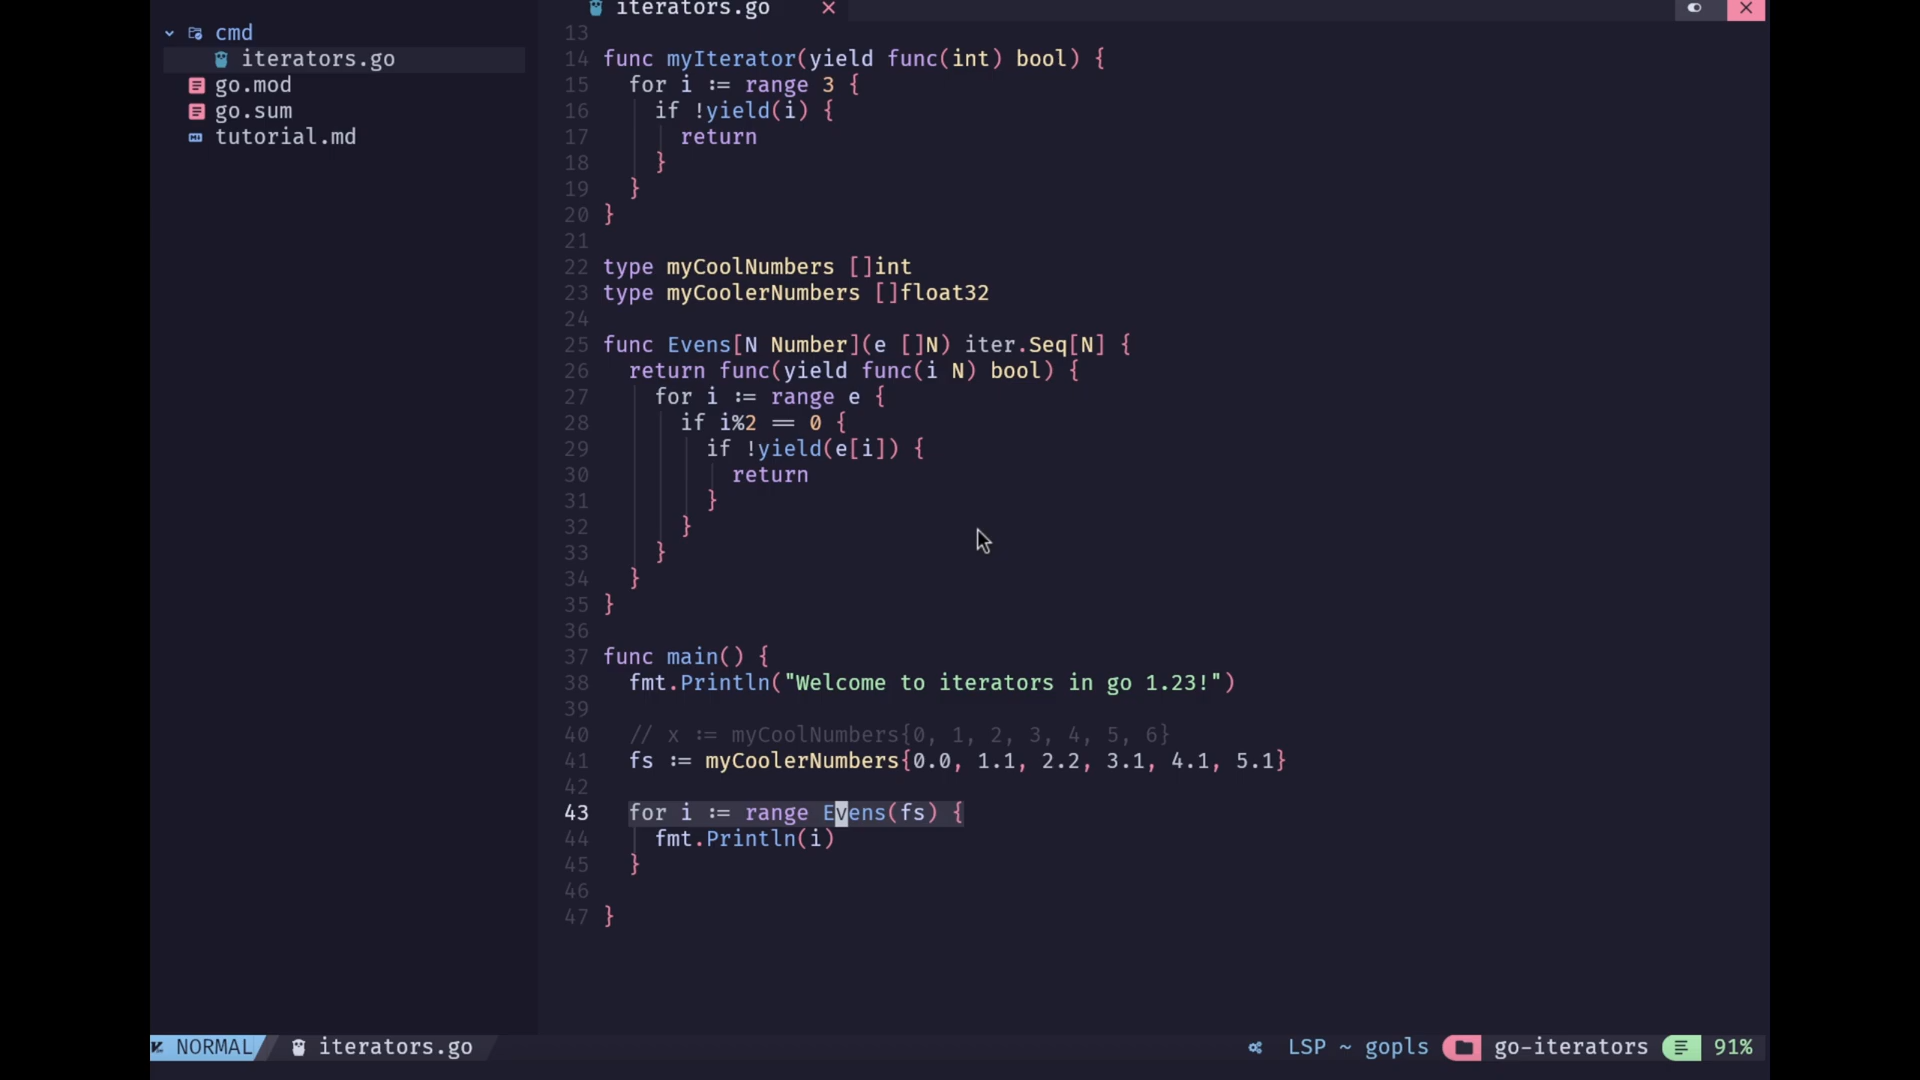 cmd
iterators.go
go.mod
go.sum
tutorial.md
iterators.go
13
14 func myIterator(yield func(int) bool) {
15 for i := range 3 {
16 if !yield(i) {
17 return
18 }
19 }
20 }
21
22 type myCoolNumbers []int
23 type myCoolerNumbers []float32
24
25 func Evens[N Number](e []N) iter.Seq[N] {
26 return func(yield func(i N) bool) {
27 for i := range e {
28 if i%2 == 0 {
29 if !yield(e[i]) {
30 return
31 }
32 }
33 }
34 }
35 }
36
37 func main() {
38 fmt.Println("Welcome to iterators in go 1.23!")
39
40 // x := myCoolNumbers{0, 1, 2, 3, 4, 5, 6}
41 fs := myCoolerNumbers{0.0, 1.1, 2.2, 3.1, 4.1, 5.1}
42
43 for i := range Evens(fs) {
44 fmt.Println(i)
45 }
46
47 }
NORMAL iterators.go LSP ~ gopls go-iterators 91%